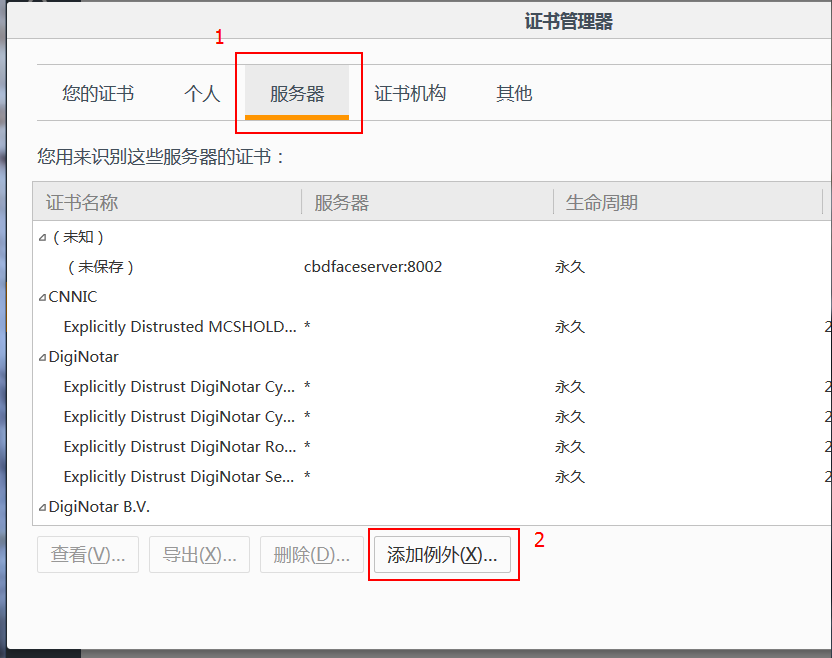 证书管理器
1
您的证书 个人 服务器 证书机构 其他
您用来识别这些服务器的证书：
证书名称 服务器 生命周期
（未知）
（未保存） cbdfaceserver:8002 永久
CNNIC
Explicitly Distrusted MCSHOLD... * 永久 2
DigiNotar
Explicitly Distrust DigiNotar Cy... * 永久 2
Explicitly Distrust DigiNotar Cy... * 永久 2
Explicitly Distrust DigiNotar Ro... * 永久 2
Explicitly Distrust DigiNotar Se... * 永久 2
DigiNotar B.V.
查看(V)... 导出(X)... 删除(D)... 添加例外(X)... 2